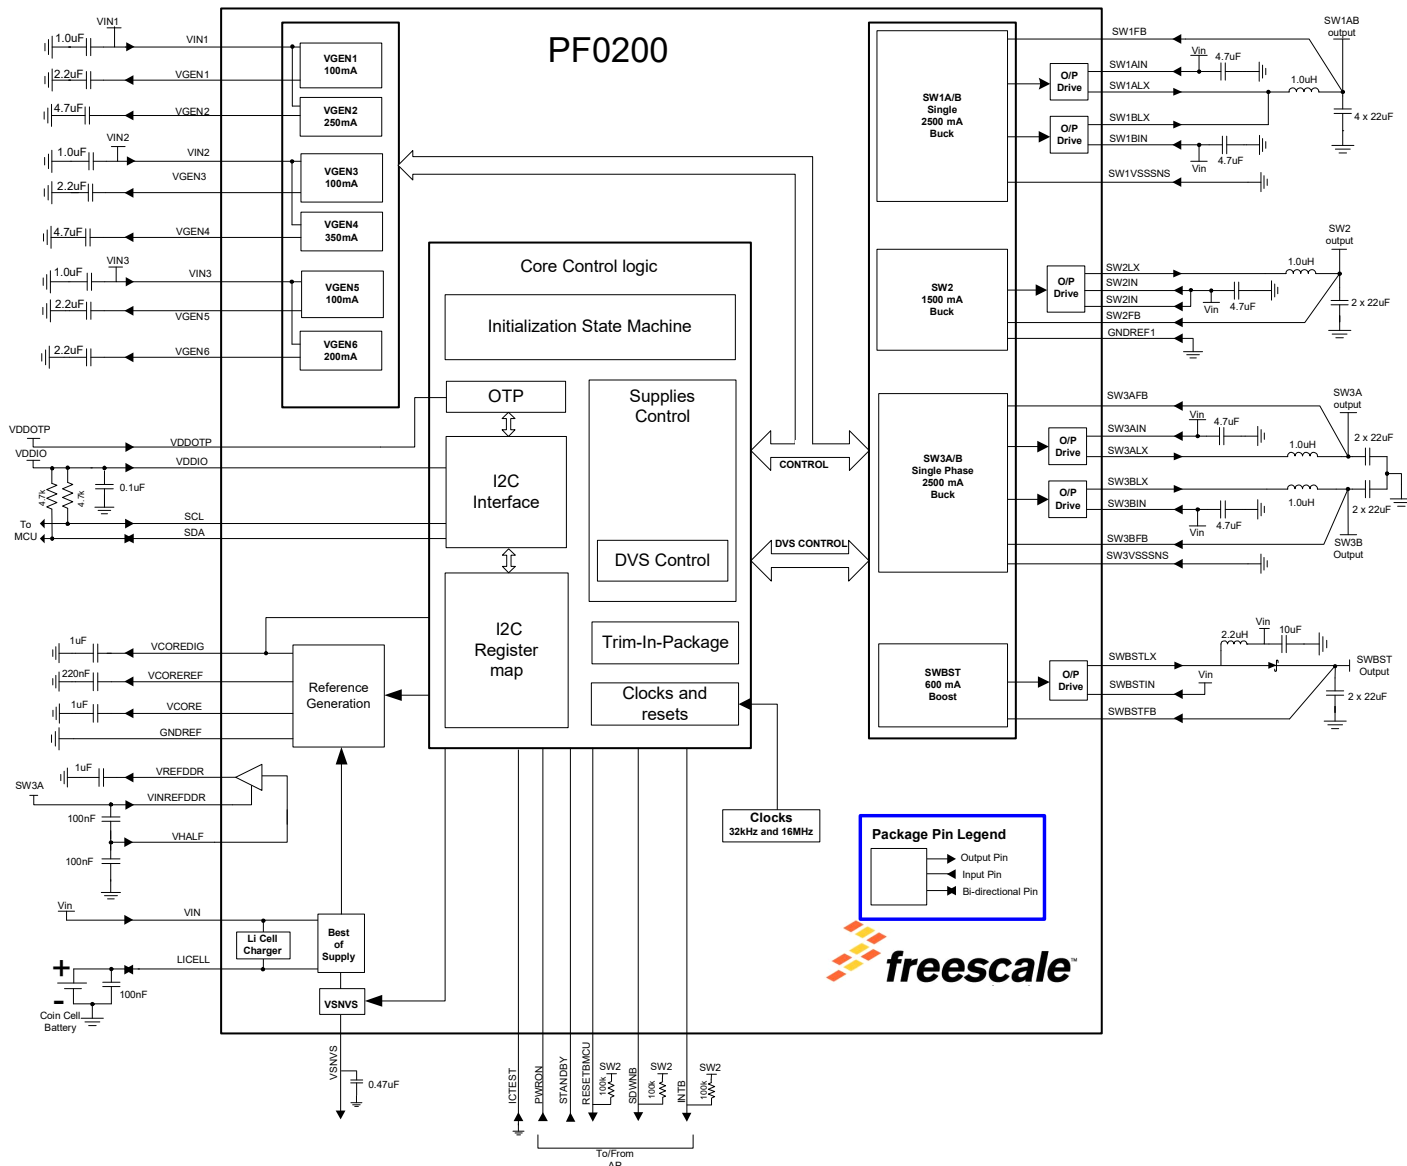 PF0200
VIN1
1.0uF
VIN1
2.2uF
VGEN1
4.7uF
VGEN2
VIN2
1.0uF
VIN2
2.2uF
VGEN3
4.7uF
VGEN4
VIN3
1.0uF
VIN3
2.2uF
VGEN5
2.2uF
VGEN6
VGEN1
100mA
VGEN2
250mA
VGEN3
100mA
VGEN4
350mA
VGEN5
100mA
VGEN6
200mA
VDDOTP
VDDOTP
VDDIO
VDDIO
4.7k
4.7k
0.1uF
To
MCU
SCL
SDA
Core Control logic
Initialization State Machine
OTP
I2C
Interface
I2C
Register
map
Supplies
Control
DVS Control
Trim-In-Package
Clocks and
resets
CONTROL
DVS CONTROL
1uF
VCOREDIG
220nF
VCOREREF
1uF
VCORE
GNDREF
Reference
Generation
1uF
VREFDDR
SW3A
VINREFDDR
100nF
VHALF
100nF
Vin
VIN
Li Cell
Charger
Best
of
Supply
LICELL
+
-
100nF
Coin Cell
Battery
VSNVS
VSNVS
0.47uF
Clocks
32kHz and 16MHz
ICTEST
PWRON
STANDBY
RESETBMCU
100k
SW2
SDWNB
100k
SW2
INTB
100k
SW2
To/From
AP
SW1A/B
Single
2500 mA
Buck
O/P
Drive
O/P
Drive
SW1FB
SW1AIN
Vin
4.7uF
SW1ALX
SW1BLX
SW1BIN
Vin
4.7uF
SW1VSSSNS
1.0uH
SW1AB
output
4 x 22uF
SW2
1500 mA
Buck
O/P
Drive
SW2LX
SW2IN
SW2IN
SW2FB
GNDREF1
Vin
4.7uF
1.0uH
SW2
output
2 x 22uF
SW3A/B
Single Phase
2500 mA
Buck
O/P
Drive
O/P
Drive
SW3AFB
SW3AIN
Vin
4.7uF
SW3ALX
1.0uH
SW3A
output
2 x 22uF
SW3BLX
1.0uH
SW3BIN
Vin
4.7uF
SW3BFB
SW3VSSSNS
2 x 22uF
SW3B
Output
SWBST
600 mA
Boost
O/P
Drive
SWBSTLX
SWBSTIN
SWBSTFB
2.2uH
Vin
10uF
Vin
SWBST
Output
2 x 22uF
Package Pin Legend
Output Pin
Input Pin
Bi-directional Pin
freescale™